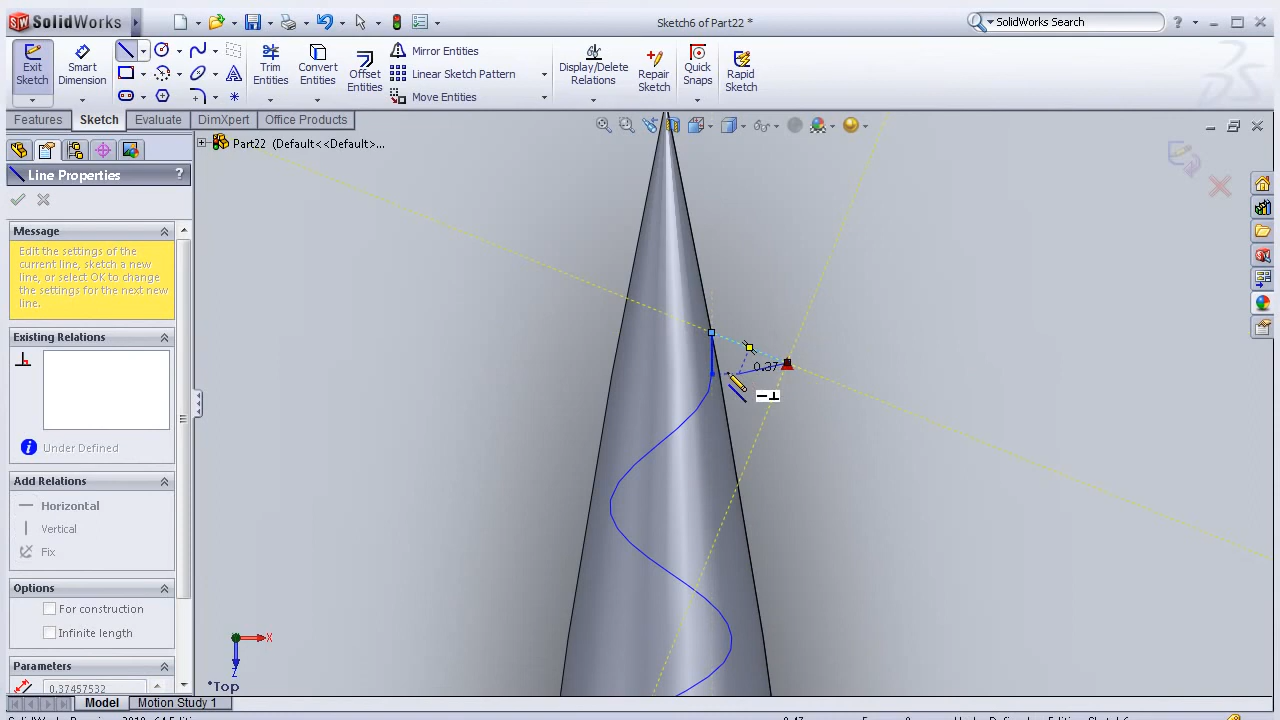 SolidWorks
Sketch6 of Part22 *
SolidWorks Search
Exit Sketch
Smart Dimension
Trim Entities
Convert Entities
Offset Entities
Mirror Entities
Linear Sketch Pattern
Move Entities
Display/Delete Relations
Repair Sketch
Quick Snaps
Rapid Sketch
Features
Sketch
Evaluate
DimXpert
Office Products
Part22 (Default<<Default>...
Line Properties
?
Message
Edit the settings of the
current line, sketch a new
line, or select OK to change
the settings for the next new
line.
Existing Relations
Under Defined
Add Relations
Horizontal
Vertical
Fix
Options
For construction
Infinite length
Parameters
0.37457532
0.37
X
Z
*Top
Model
Motion Study 1